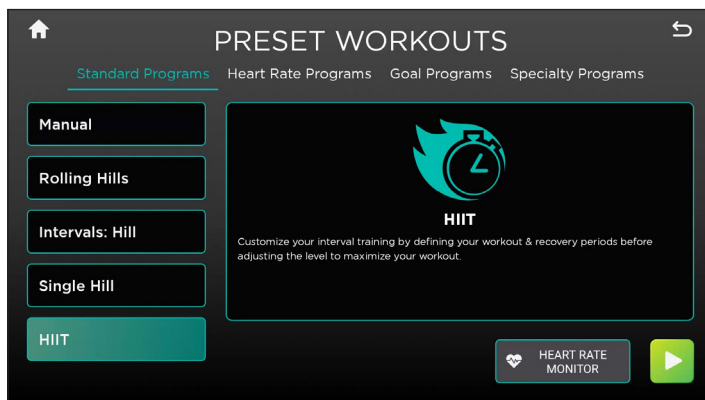 PRESET WORKOUTS
Standard Programs Heart Rate Programs Goal Programs Specialty Programs
Manual
Rolling Hills
Intervals: Hill
Single Hill
HIIT
HIIT
Customize your interval training by defining your workout & recovery periods before
adjusting the level to maximize your workout.
HEART RATE
MONITOR